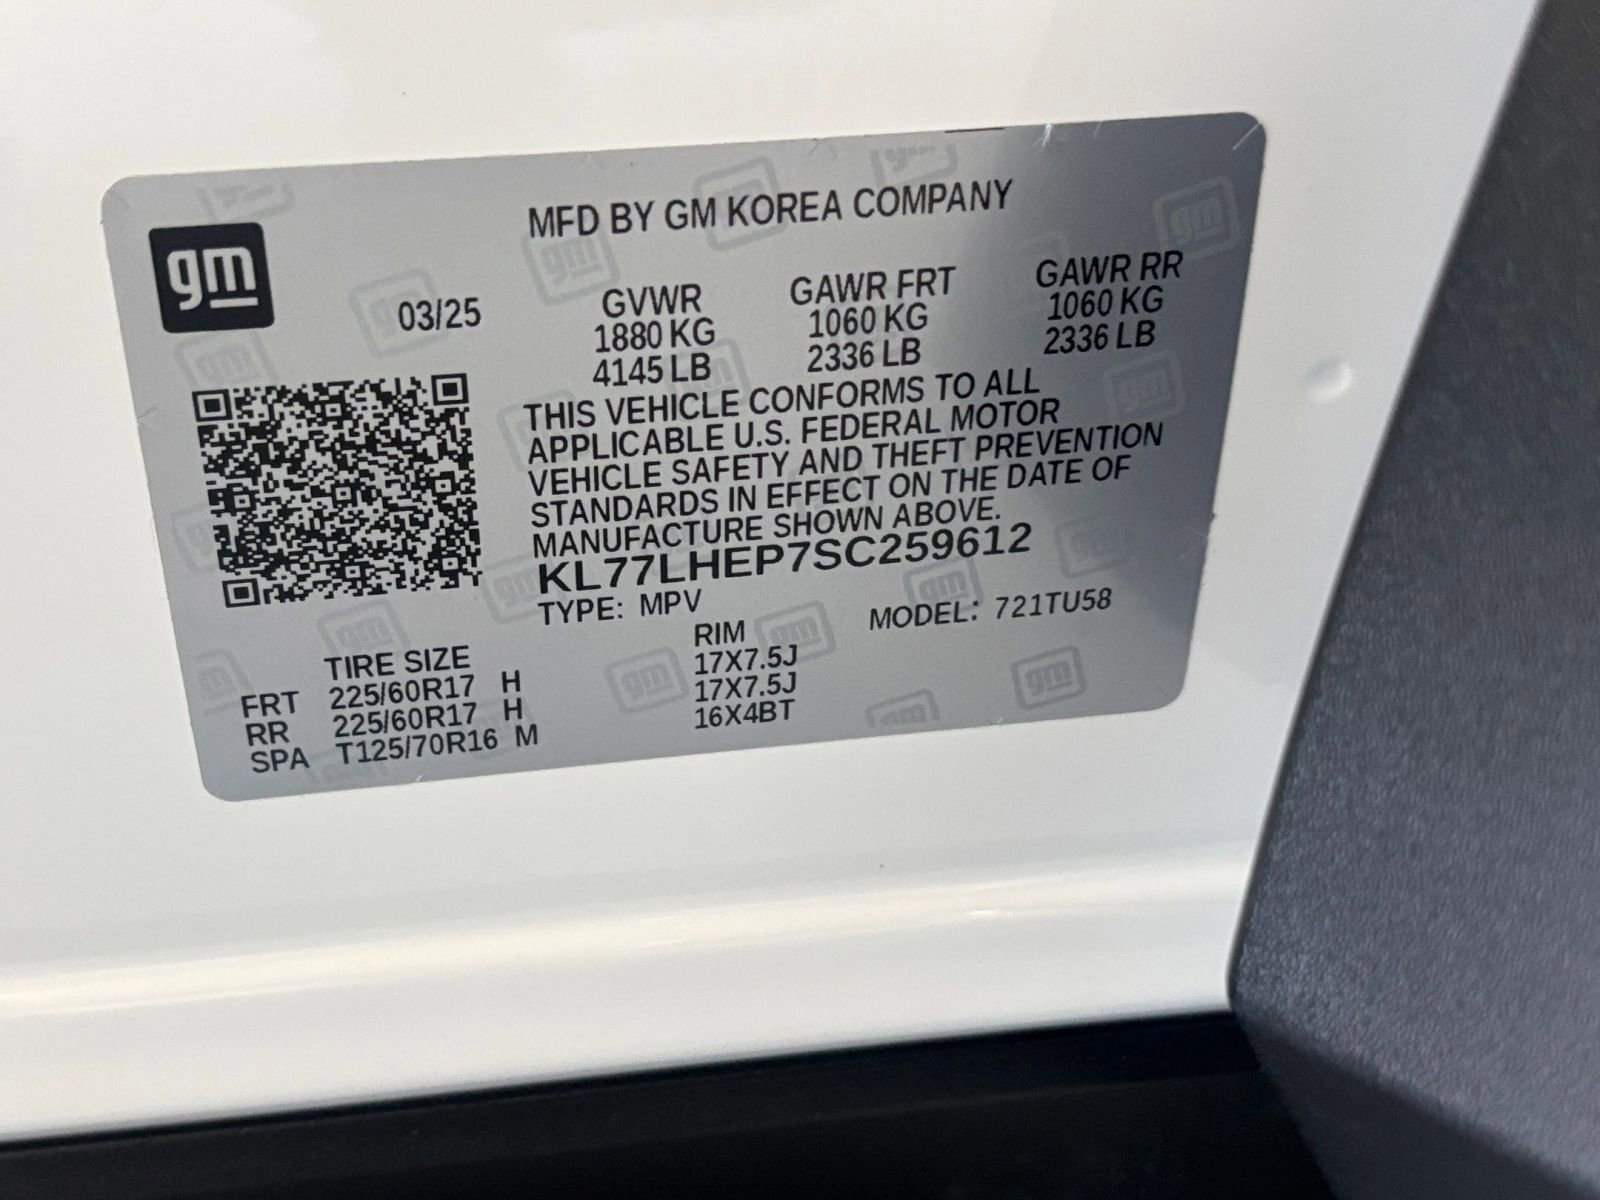 MFD BY GM KOREA COMPANY
gm
03/25
GVWR GAWR FRT GAWR RR
1880 KG 1060 KG 1060 KG
4145 LB 2336 LB 2336 LB
THIS VEHICLE CONFORMS TO ALL
APPLICABLE U.S. FEDERAL MOTOR
VEHICLE SAFETY AND THEFT PREVENTION
STANDARDS IN EFFECT ON THE DATE OF
MANUFACTURE SHOWN ABOVE.
KL77LHEP7SC259612
TYPE: MPV MODEL: 721TU58
TIRE SIZE RIM
FRT 225/60R17 H 17X7.5J
RR 225/60R17 H 17X7.5J
SPA T125/70R16 M 16X4BT